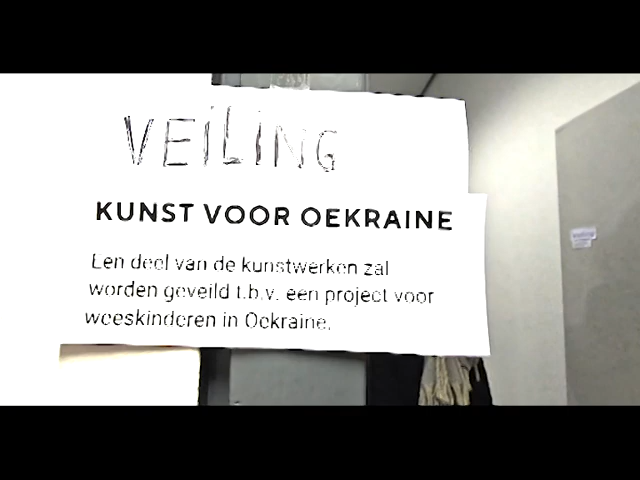 VEILING
KUNST VOOR OEKRAINE
Een deel van de kunstwerken zal
worden geveild t.b.v. een project voor
weeskinderen in Oekraine.